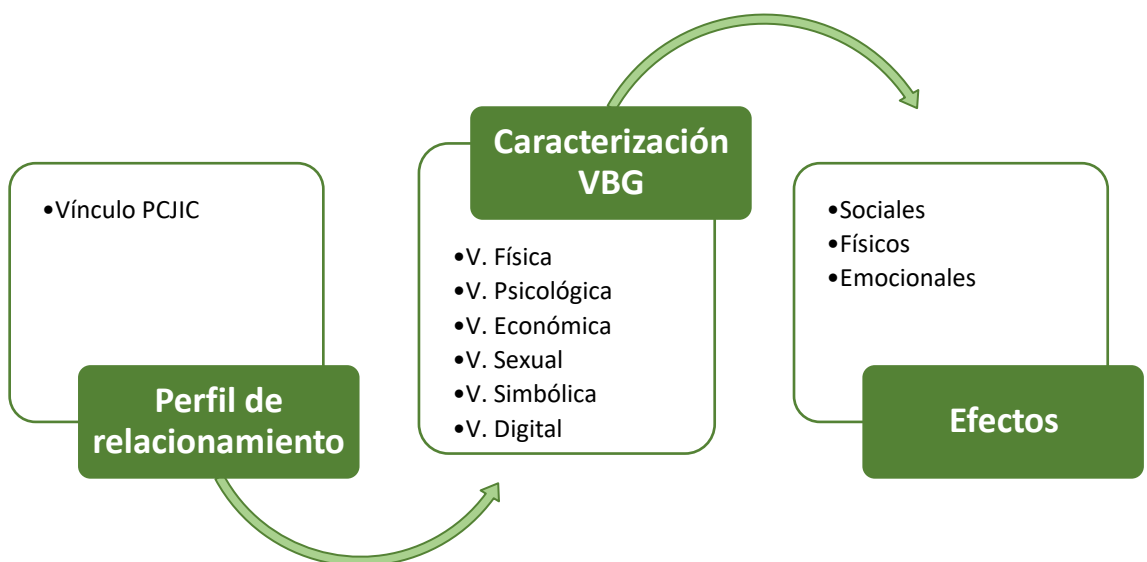 •Vínculo PCJIC
Perfil de
relacionamiento
Caracterización
VBG
•V. Física
•V. Psicológica
•V. Económica
•V. Sexual
•V. Simbólica
•V. Digital
•Sociales
•Físicos
•Emocionales
Efectos